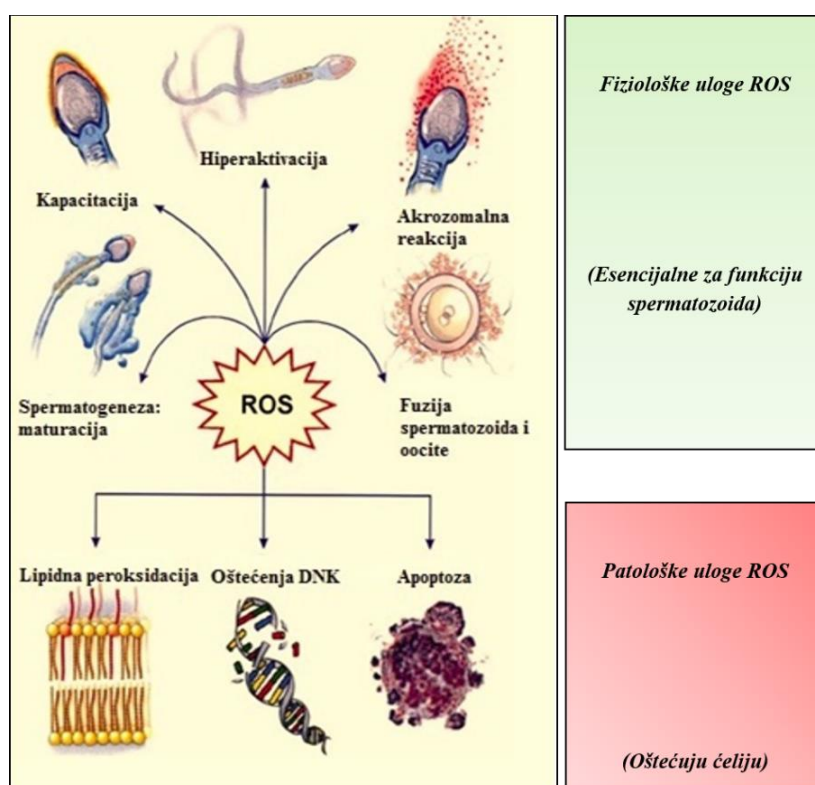 Hiperaktivacija
Kapacitacija
Akrozomalna
reakcija
Spermatogeneza:
maturacija
ROS
Fuzija
spermatozoida i
oocite
Lipidna peroksidacija
Oštećenja DNK
Apoptoza
Fiziološke uloge ROS
(Esencijalne za funkciju
spermatozoida)
Patološke uloge ROS
(Oštećuju ćeliju)